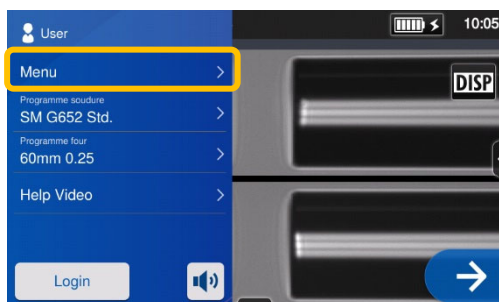 User
10:05
Menu
DISP
Programme soudure
SM G652 Std.
Programme four
60mm 0.25
Help Video
Login